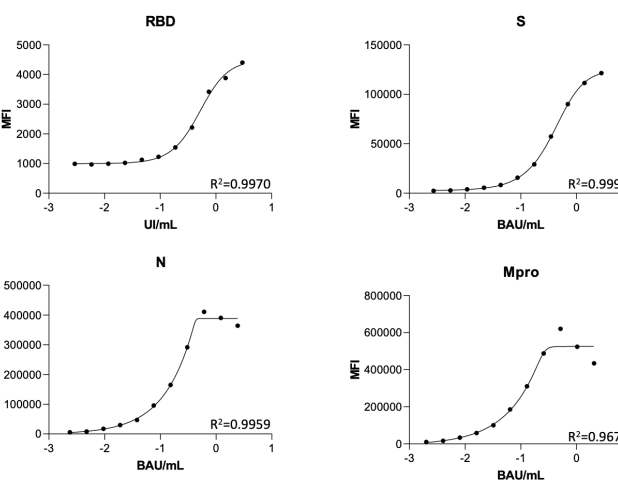 RBD
5000
4000
3000
2000
1000
0
MFI
-3 -2 -1 0 1
UI/mL
R²=0.9970
S
150000
100000
50000
0
MFI
-3 -2 -1 0
BAU/mL
R²=0.999
N
500000
400000
300000
200000
100000
0
-3 -2 -1 0 1
BAU/mL
R²=0.9959
Mpro
800000
600000
400000
200000
0
MFI
-3 -2 -1 0
BAU/mL
R²=0.967